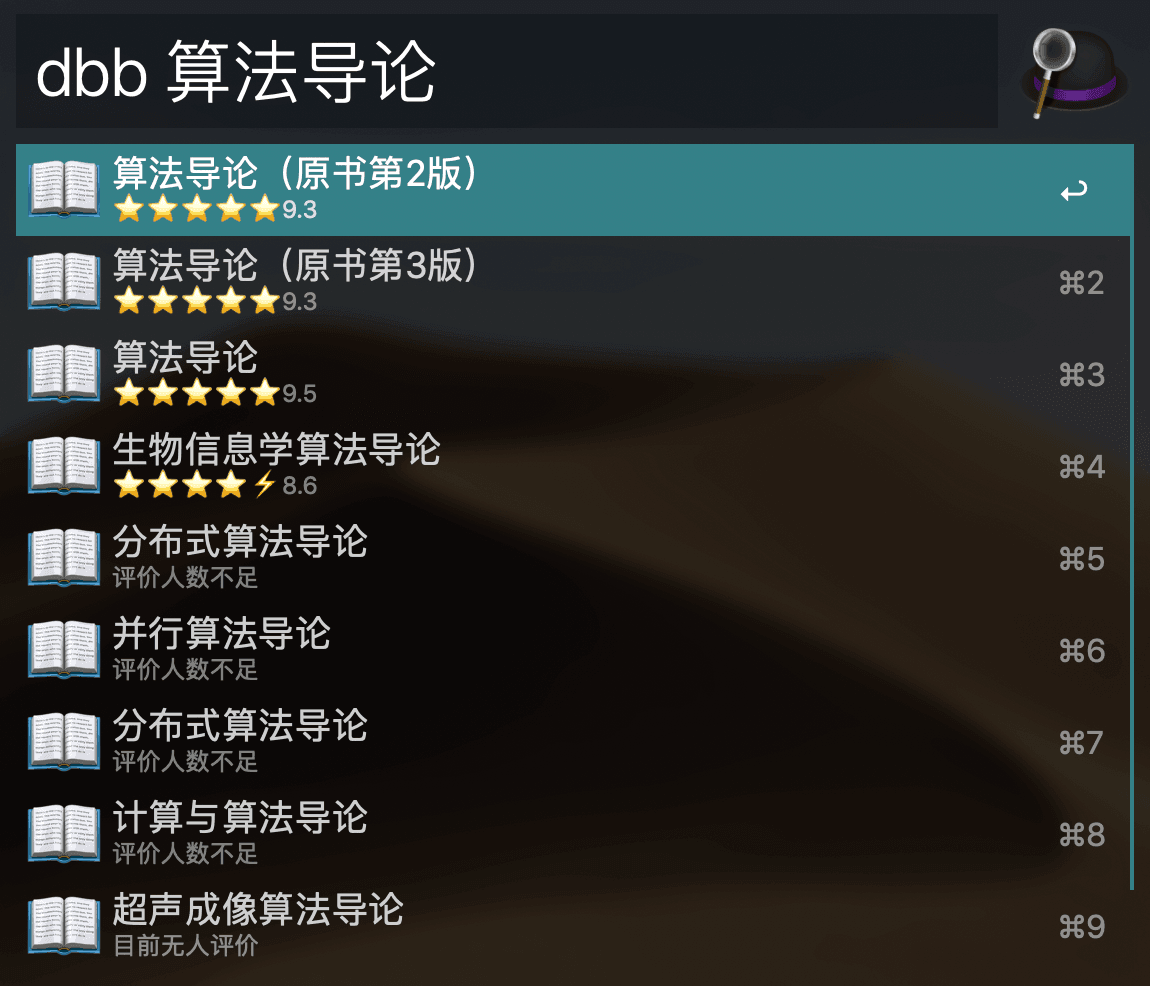 dbb 算法导论
算法导论（原书第2版）
⭐⭐⭐⭐⭐9.3
算法导论（原书第3版）
⭐⭐⭐⭐⭐9.3
⌘2
算法导论
⭐⭐⭐⭐⭐9.5
⌘3
生物信息学算法导论
⭐⭐⭐⭐⚡8.6
⌘4
分布式算法导论
评价人数不足
⌘5
并行算法导论
评价人数不足
⌘6
分布式算法导论
评价人数不足
⌘7
计算与算法导论
评价人数不足
⌘8
超声成像算法导论
目前无人评价
⌘9